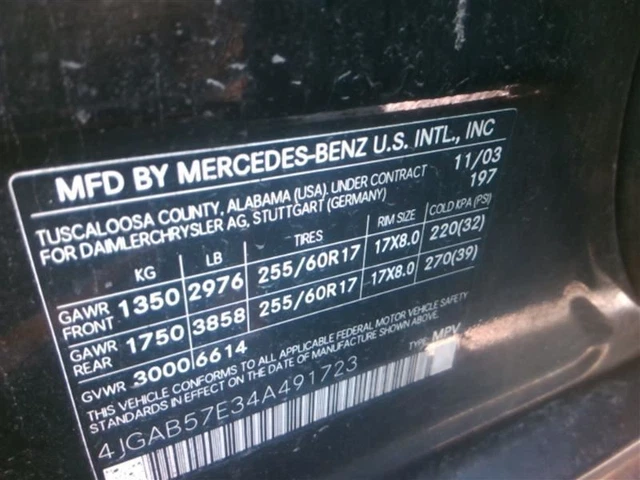 MFD BY MERCEDES-BENZ U.S. INTL., INC
TUSCALOOSA COUNTY, ALABAMA (USA). UNDER CONTRACT 11/03
FOR DAIMLERCHRYSLER AG, STUTTGART (GERMANY) 197
KG LB TIRES RIM SIZE COLD KPA (PSI)
GAWR FRONT 1350 2976 255/60R17 17X8.0 220(32)
GAWR REAR 1750 3858 255/60R17 17X8.0 270(39)
GVWR 3000 6614
THIS VEHICLE CONFORMS TO ALL APPLICABLE FEDERAL MOTOR VEHICLE SAFETY
STANDARDS IN EFFECT ON THE DATE OF MANUFACTURE SHOWN ABOVE.
4JGAB57E34A491723 TYPE: MPV